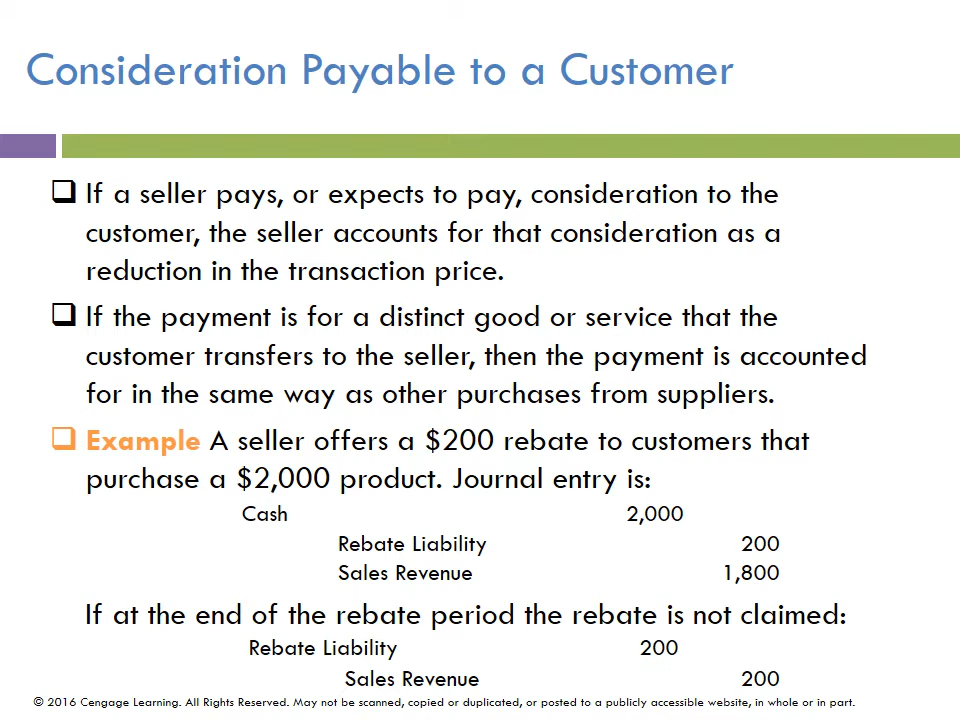 Consideration Payable to a Customer
❑ If a seller pays, or expects to pay, consideration to the
customer, the seller accounts for that consideration as a
reduction in the transaction price.
❑ If the payment is for a distinct good or service that the
customer transfers to the seller, then the payment is accounted
for in the same way as other purchases from suppliers.
❑ Example A seller offers a $200 rebate to customers that
purchase a $2,000 product. Journal entry is:
Cash 2,000
Rebate Liability 200
Sales Revenue 1,800
If at the end of the rebate period the rebate is not claimed:
Rebate Liability 200
Sales Revenue 200
© 2016 Cengage Learning. All Rights Reserved. May not be scanned, copied or duplicated, or posted to a publicly accessible website, in whole or in part.